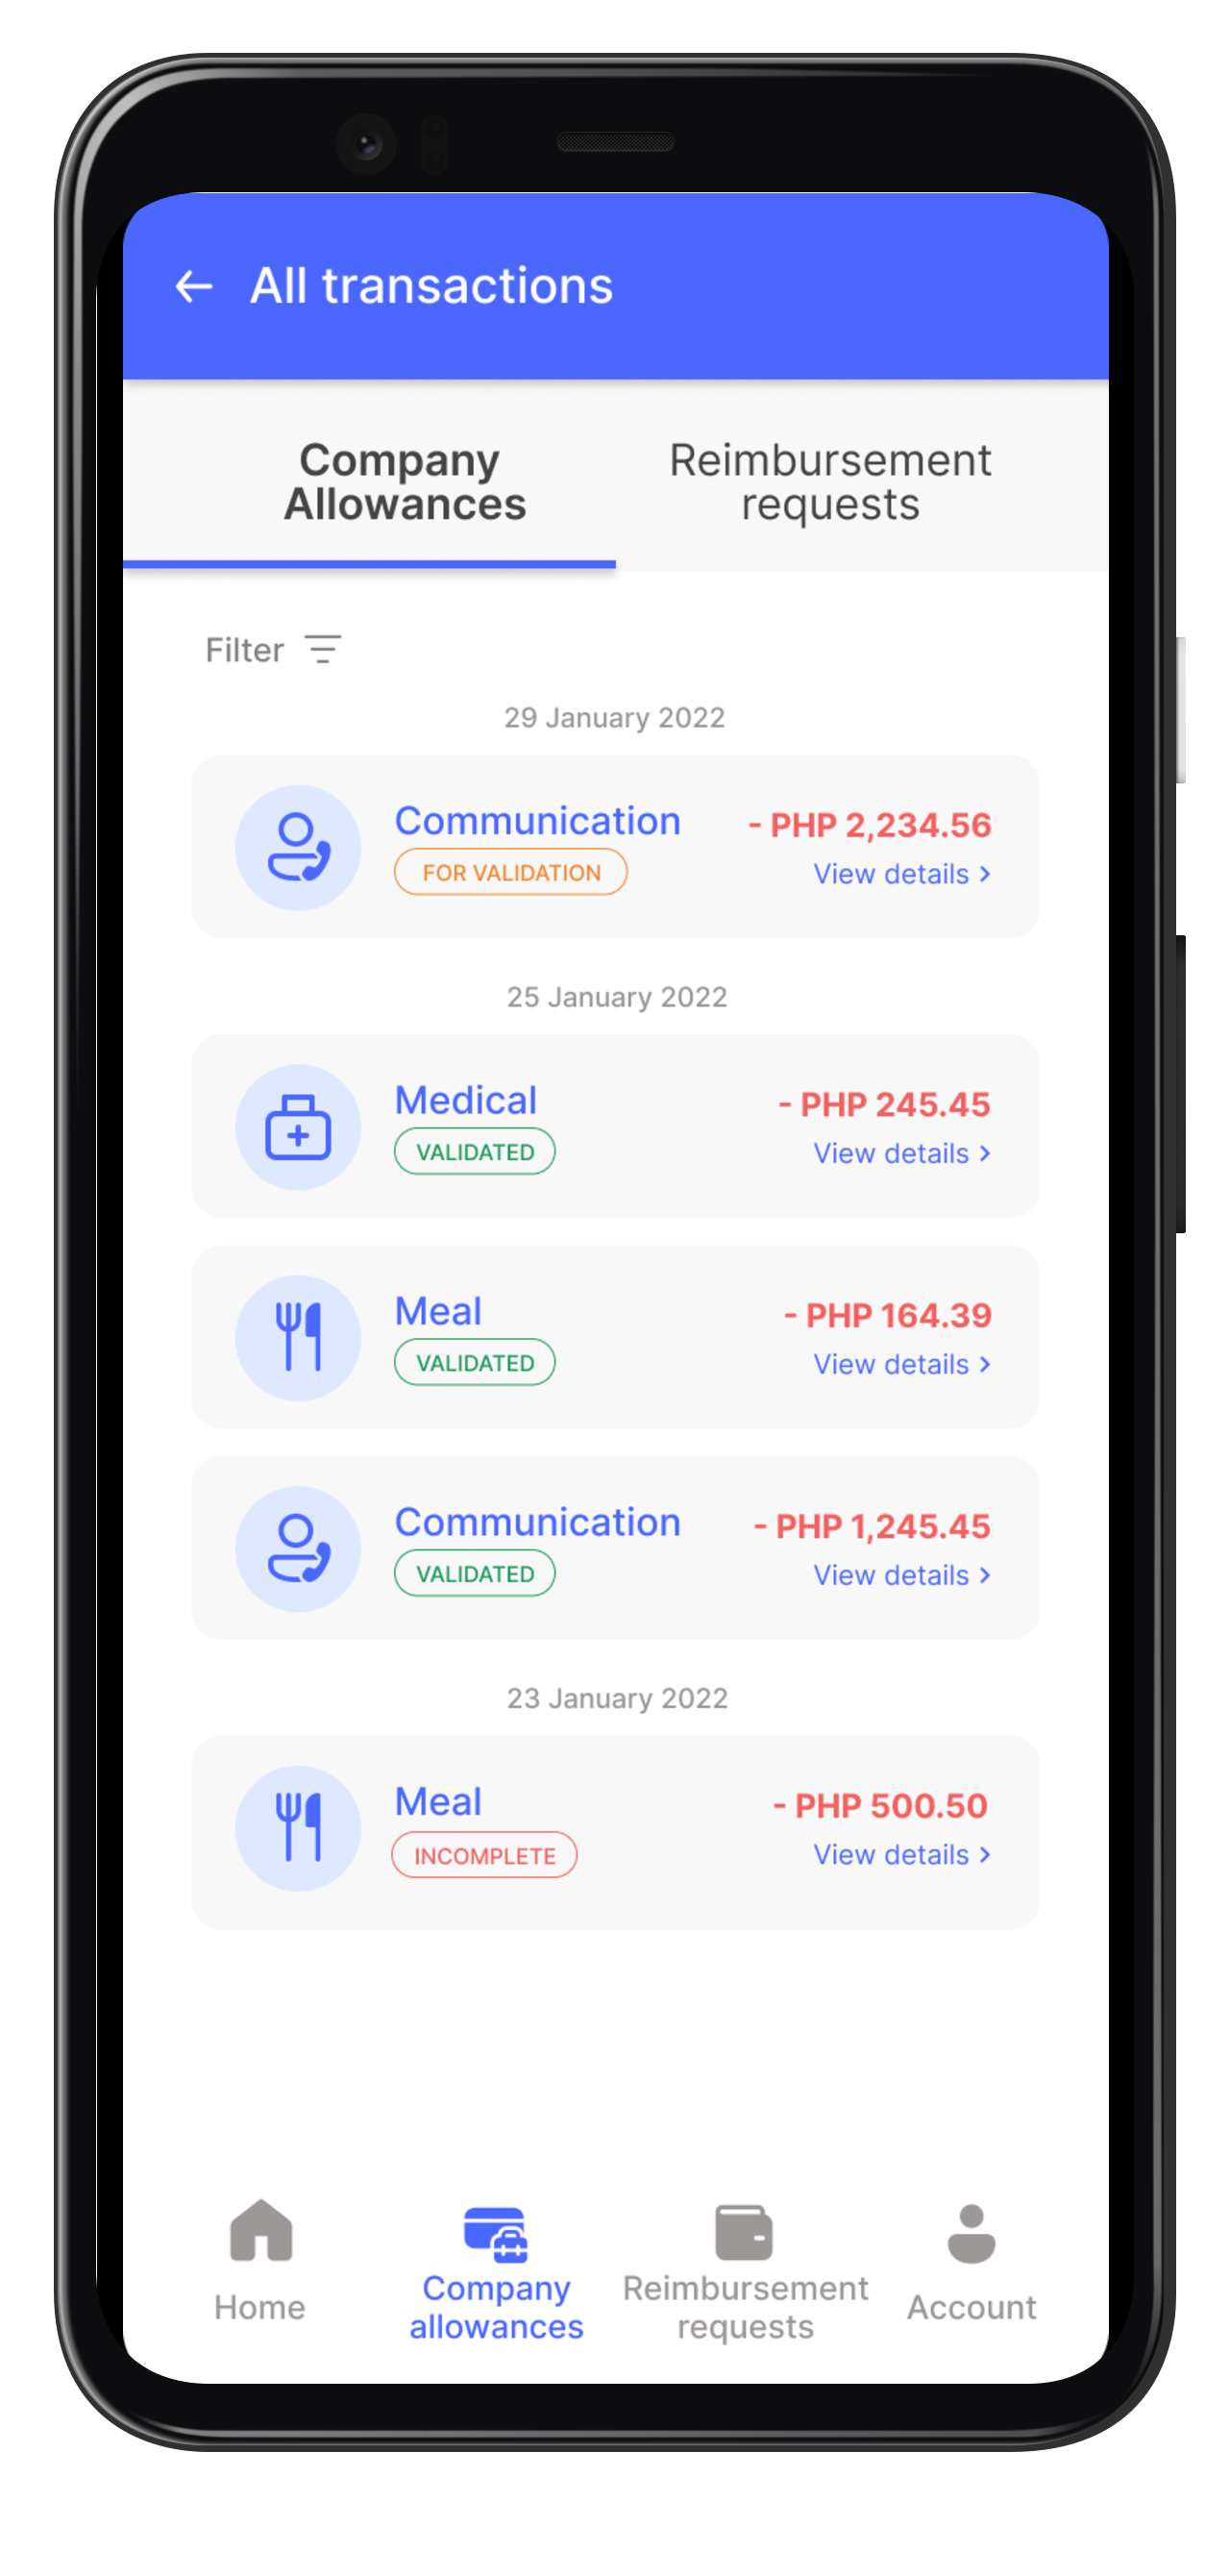 All transactions
Company
Allowances
Reimbursement
requests
Filter
29 January 2022
Communication
- PHP 2,234.56
FOR VALIDATION
View details
25 January 2022
Medical
- PHP 245.45
VALIDATED
View details
Meal
- PHP 164.39
VALIDATED
View details
Communication
- PHP 1,245.45
VALIDATED
View details
23 January 2022
Meal
- PHP 500.50
INCOMPLETE
View details
Home
Company
allowances
Reimbursement
requests
Account